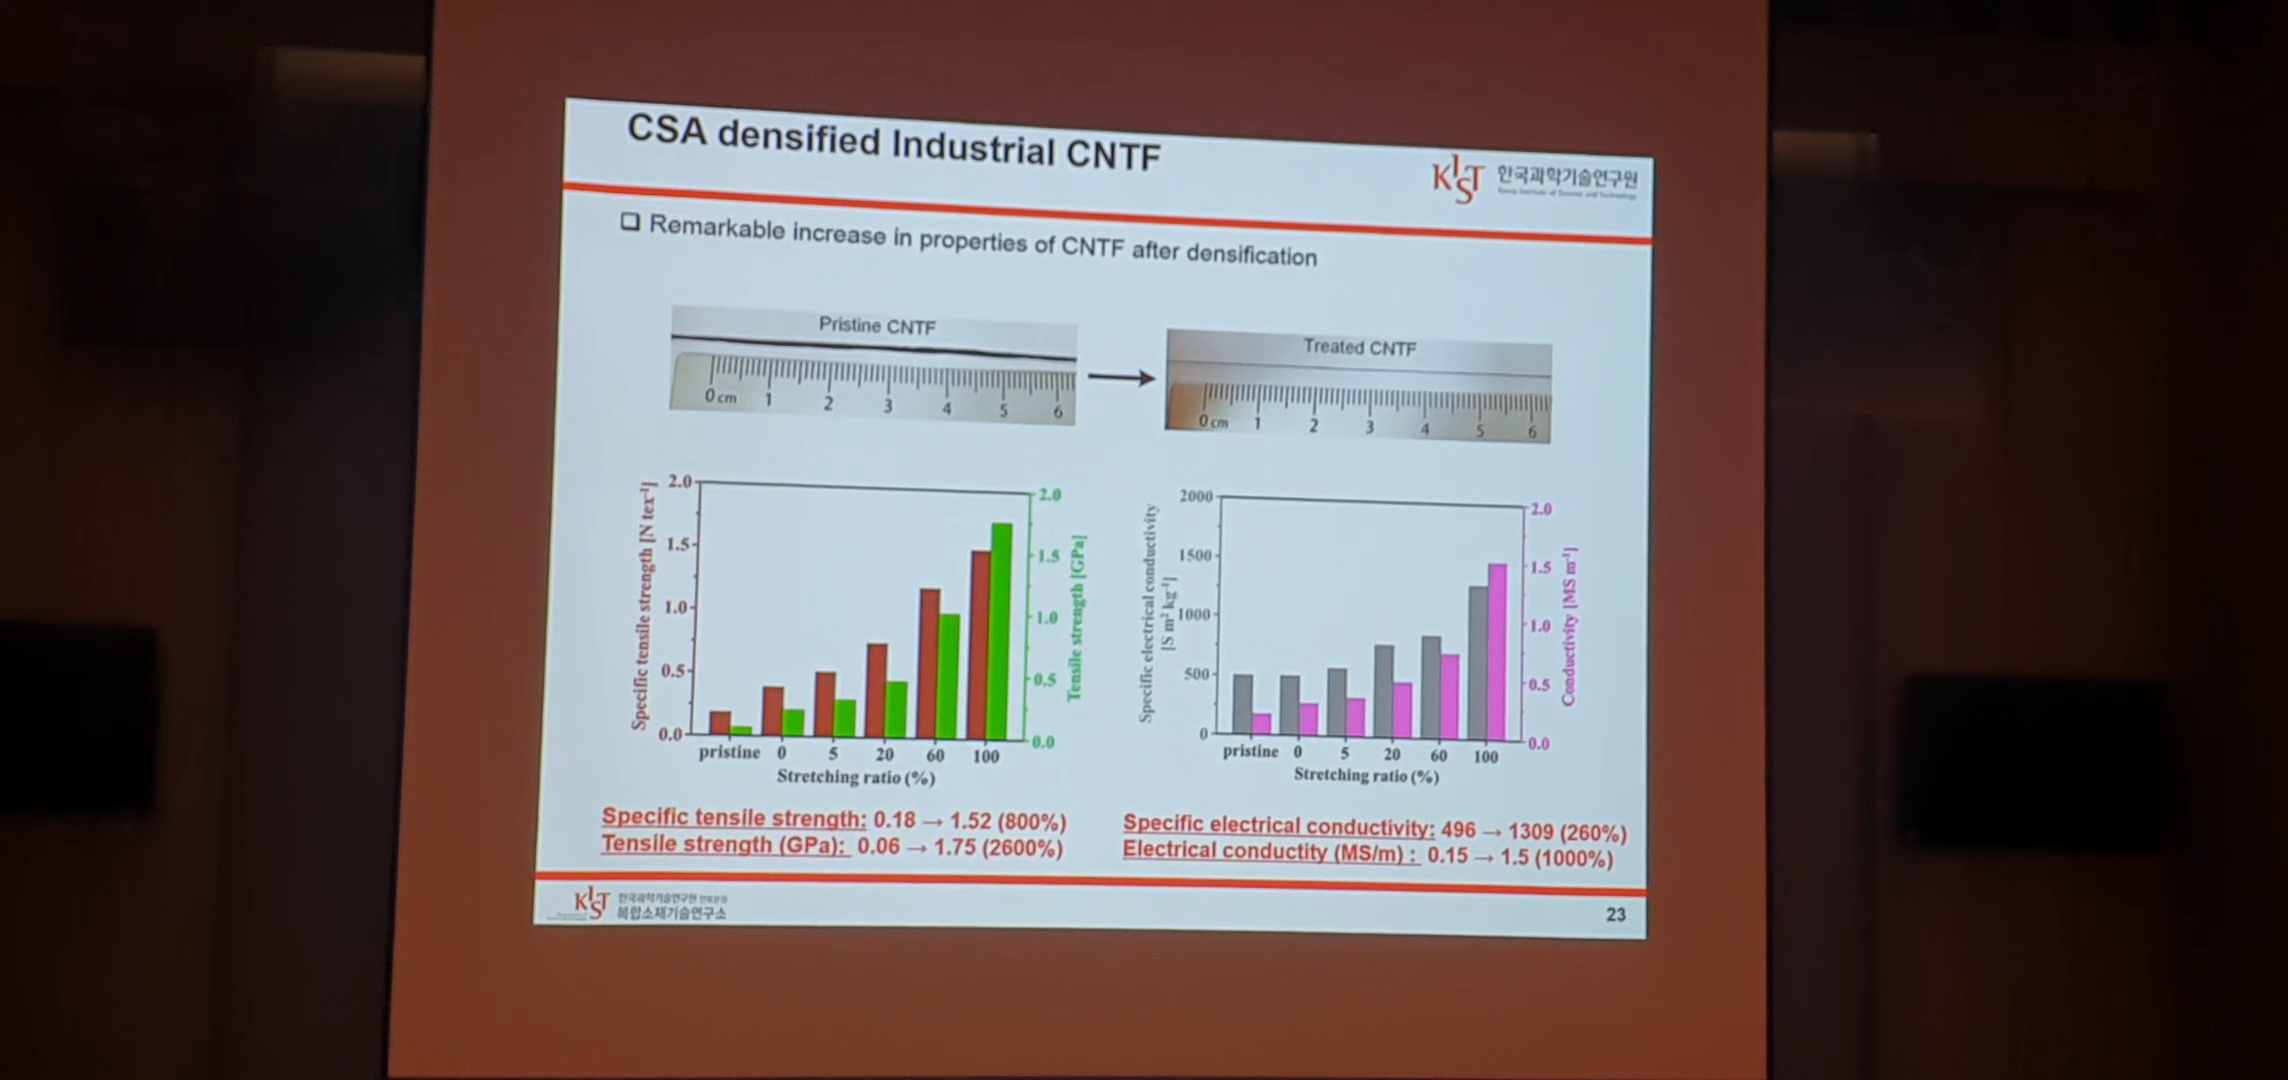 CSA densified Industrial CNTF
KIST 한국과학기술연구원
Korea Institute of Science and Technology
❑ Remarkable increase in properties of CNTF after densification
Pristine CNTF
0 cm 1 2 3 4 5 6
Treated CNTF
0 cm 1 2 3 4 5 6
Specific tensile strength [N tex⁻¹]
2.0
1.5
1.0
0.5
0.0
2.0
1.5
1.0
0.5
0.0
Tensile strength [GPa]
pristine 0 5 20 60 100
Stretching ratio (%)
Specific electrical conductivity
[S m² kg⁻¹]
2000
1500
1000
500
0
2.0
1.5
1.0
0.5
0.0
Conductivity [MS m⁻¹]
pristine 0 5 20 60 100
Stretching ratio (%)
Specific tensile strength: 0.18 → 1.52 (800%)
Tensile strength (GPa): 0.06 → 1.75 (2600%)
Specific electrical conductivity: 496 → 1309 (260%)
Electrical conductity (MS/m) : 0.15 → 1.5 (1000%)
KIST 한국과학기술연구원
복합소재기술연구소
23